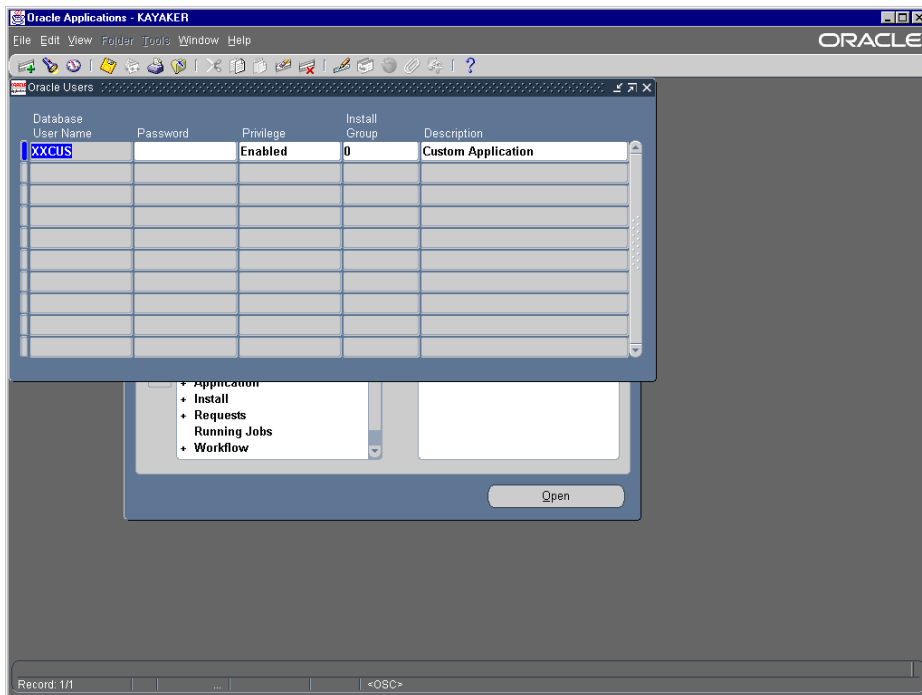 Oracle Applications - KAYAKER
File Edit View Folder Tools Window Help
ORACLE
Oracle Users
Database User Name Password Privilege Install Group Description
XXCUS Enabled 0 Custom Application
+ Application
+ Install
+ Requests
Running Jobs
+ Workflow
Open
Record: 1/1 ... <OSC>